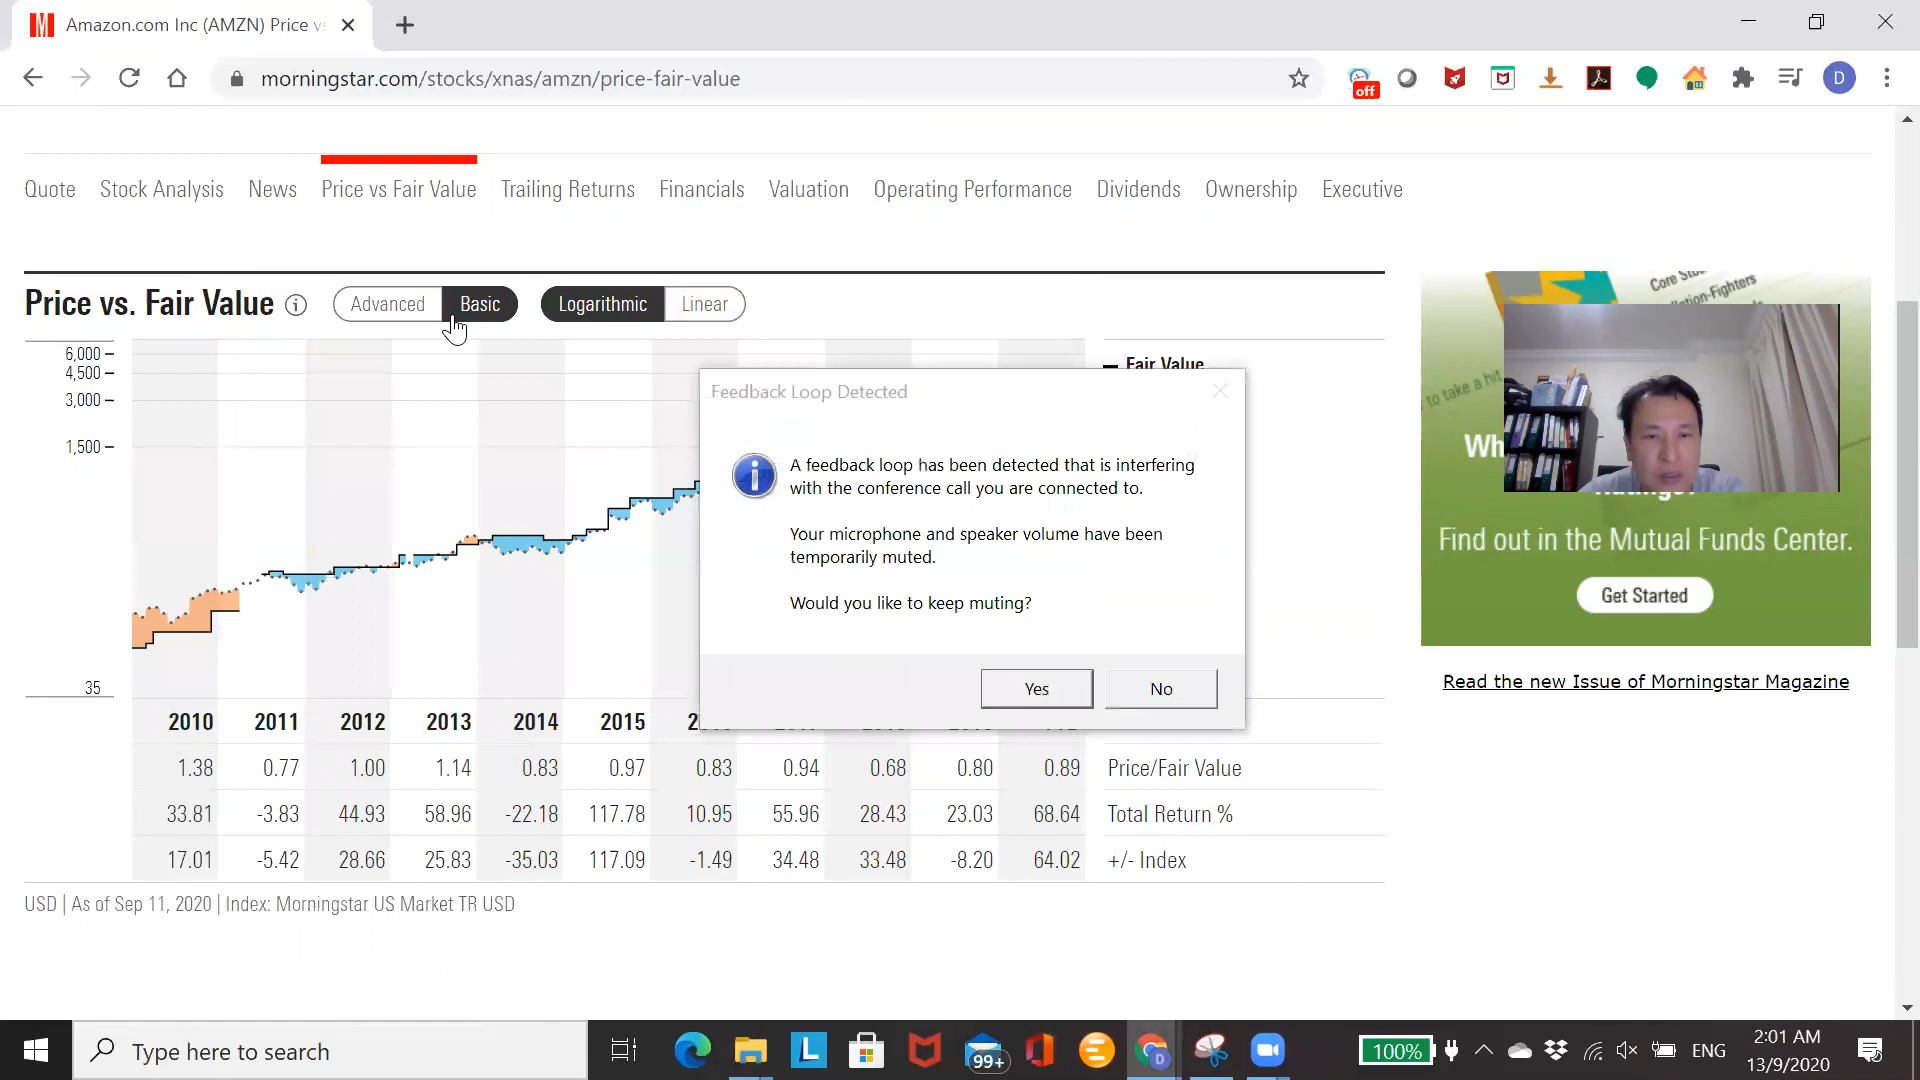 Amazon.com Inc (AMZN) Price vs
morningstar.com/stocks/xnas/amzn/price-fair-value
off
D
Quote Stock Analysis News Price vs Fair Value Trailing Returns Financials Valuation Operating Performance Dividends Ownership Executive
Price vs. Fair Value
Advanced Basic Logarithmic Linear
6,000
4,500
3,000
1,500
35
Fair Value
Feedback Loop Detected
A feedback loop has been detected that is interfering
with the conference call you are connected to.
Your microphone and speaker volume have been
temporarily muted.
Would you like to keep muting?
Yes No
2010 2011 2012 2013 2014 2015
1.38 0.77 1.00 1.14 0.83 0.97 0.83 0.94 0.68 0.80 0.89 Price/Fair Value
33.81 -3.83 44.93 58.96 -22.18 117.78 10.95 55.96 28.43 23.03 68.64 Total Return %
17.01 -5.42 28.66 25.83 -35.03 117.09 -1.49 34.48 33.48 -8.20 64.02 +/- Index
USD | As of Sep 11, 2020 | Index: Morningstar US Market TR USD
to take a hit
Find out in the Mutual Funds Center.
Get Started
Read the new Issue of Morningstar Magazine
Type here to search
L
99+
D
100%
ENG
2:01 AM
13/9/2020